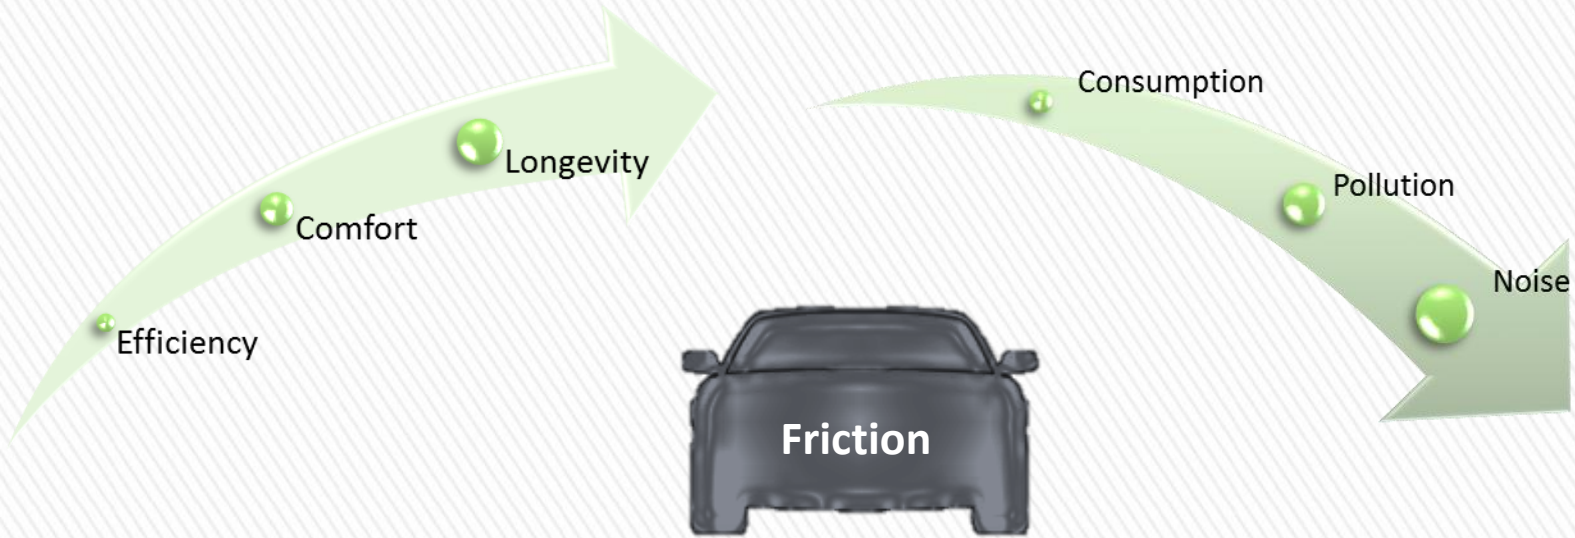 Efficiency
Comfort
Longevity
Consumption
Pollution
Noise
Friction